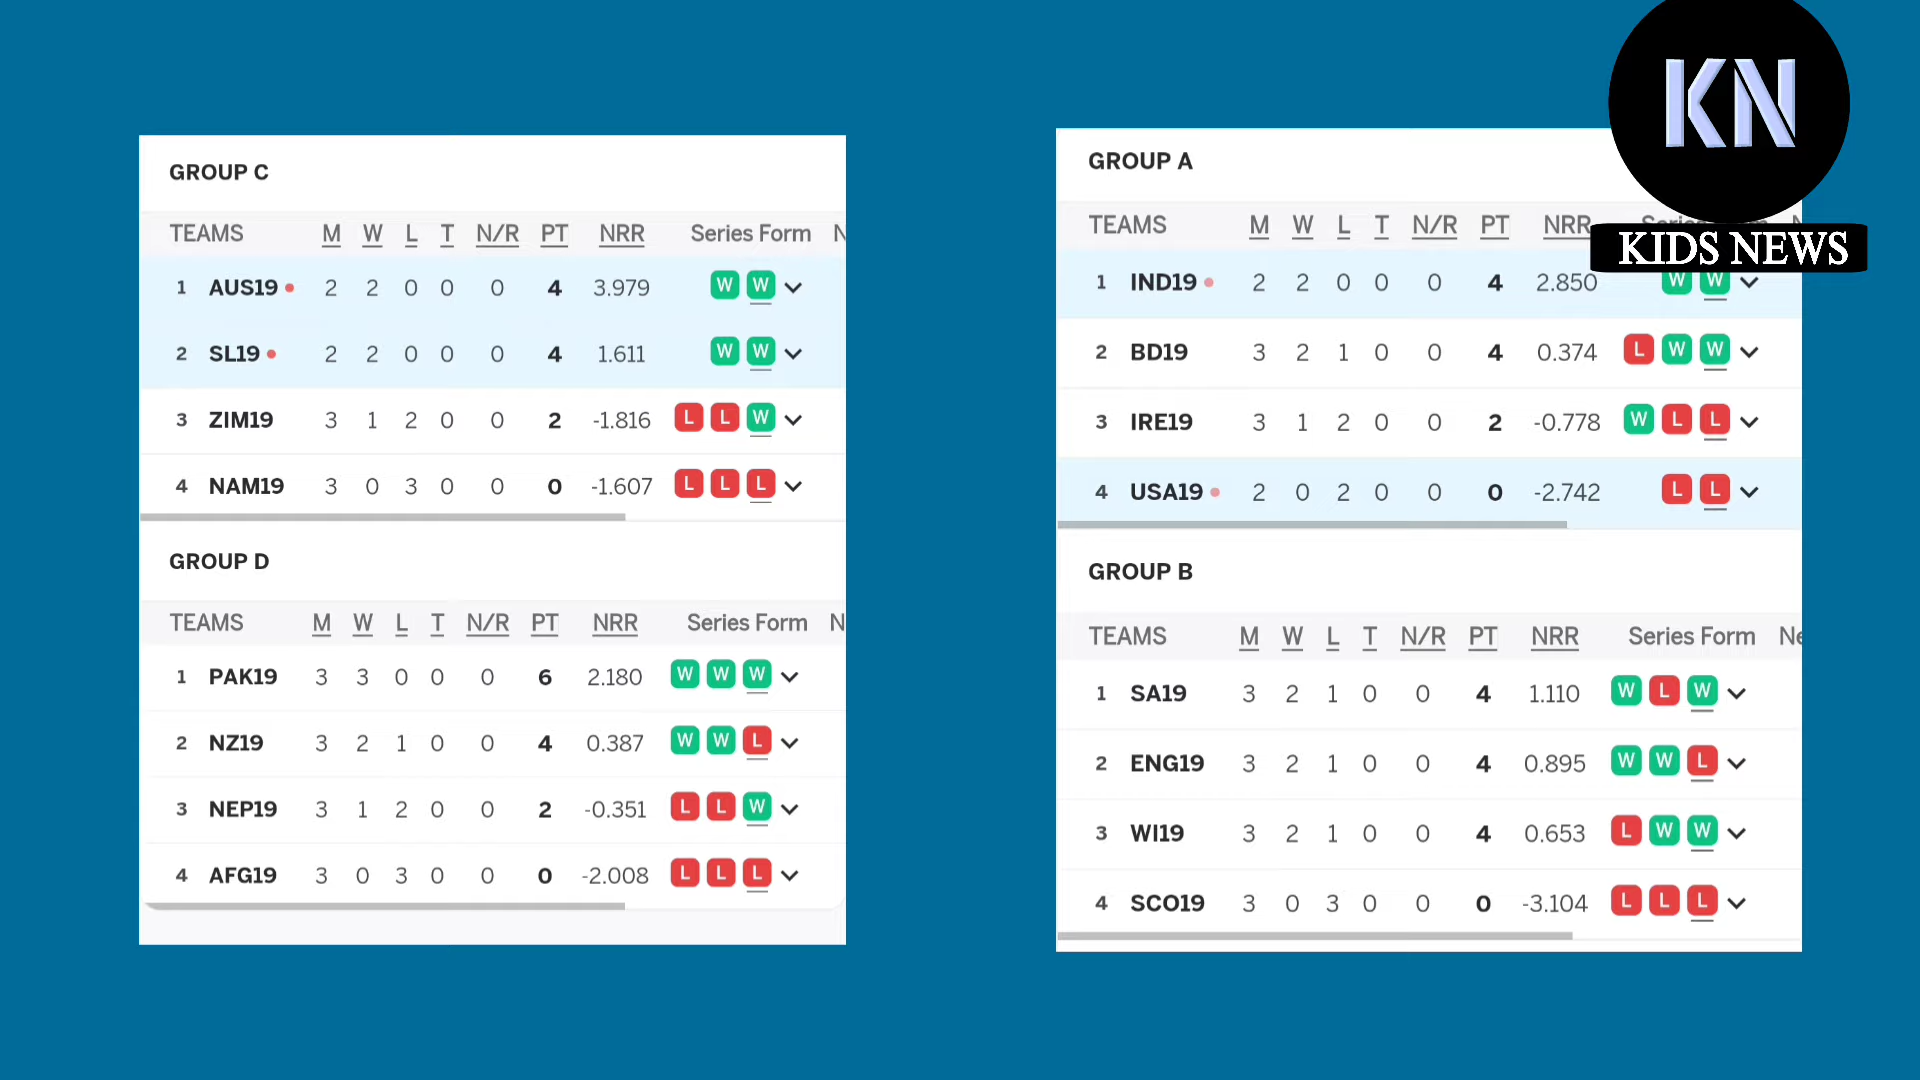 GROUP C
TEAMS M W L T N/R PT NRR Series Form N
1 AUS19 2 2 0 0 0 4 3.979 W W
2 SL19 2 2 0 0 0 4 1.611 W W
3 ZIM19 3 1 2 0 0 2 -1.816 L L W
4 NAM19 3 0 3 0 0 0 -1.607 L L L
GROUP D
TEAMS M W L T N/R PT NRR Series Form N
1 PAK19 3 3 0 0 0 6 2.180 W W W
2 NZ19 3 2 1 0 0 4 0.387 W W L
3 NEP19 3 1 2 0 0 2 -0.351 L L W
4 AFG19 3 0 3 0 0 0 -2.008 L L L
KN
KIDS NEWS
GROUP A
TEAMS M W L T N/R PT NRR Series Form N
1 IND19 2 2 0 0 0 4 2.850 W W
2 BD19 3 2 1 0 0 4 0.374 L W W
3 IRE19 3 1 2 0 0 2 -0.778 W L L
4 USA19 2 0 2 0 0 0 -2.742 L L
GROUP B
TEAMS M W L T N/R PT NRR Series Form Ne
1 SA19 3 2 1 0 0 4 1.110 W L W
2 ENG19 3 2 1 0 0 4 0.895 W W L
3 WI19 3 2 1 0 0 4 0.653 L W W
4 SCO19 3 0 3 0 0 0 -3.104 L L L